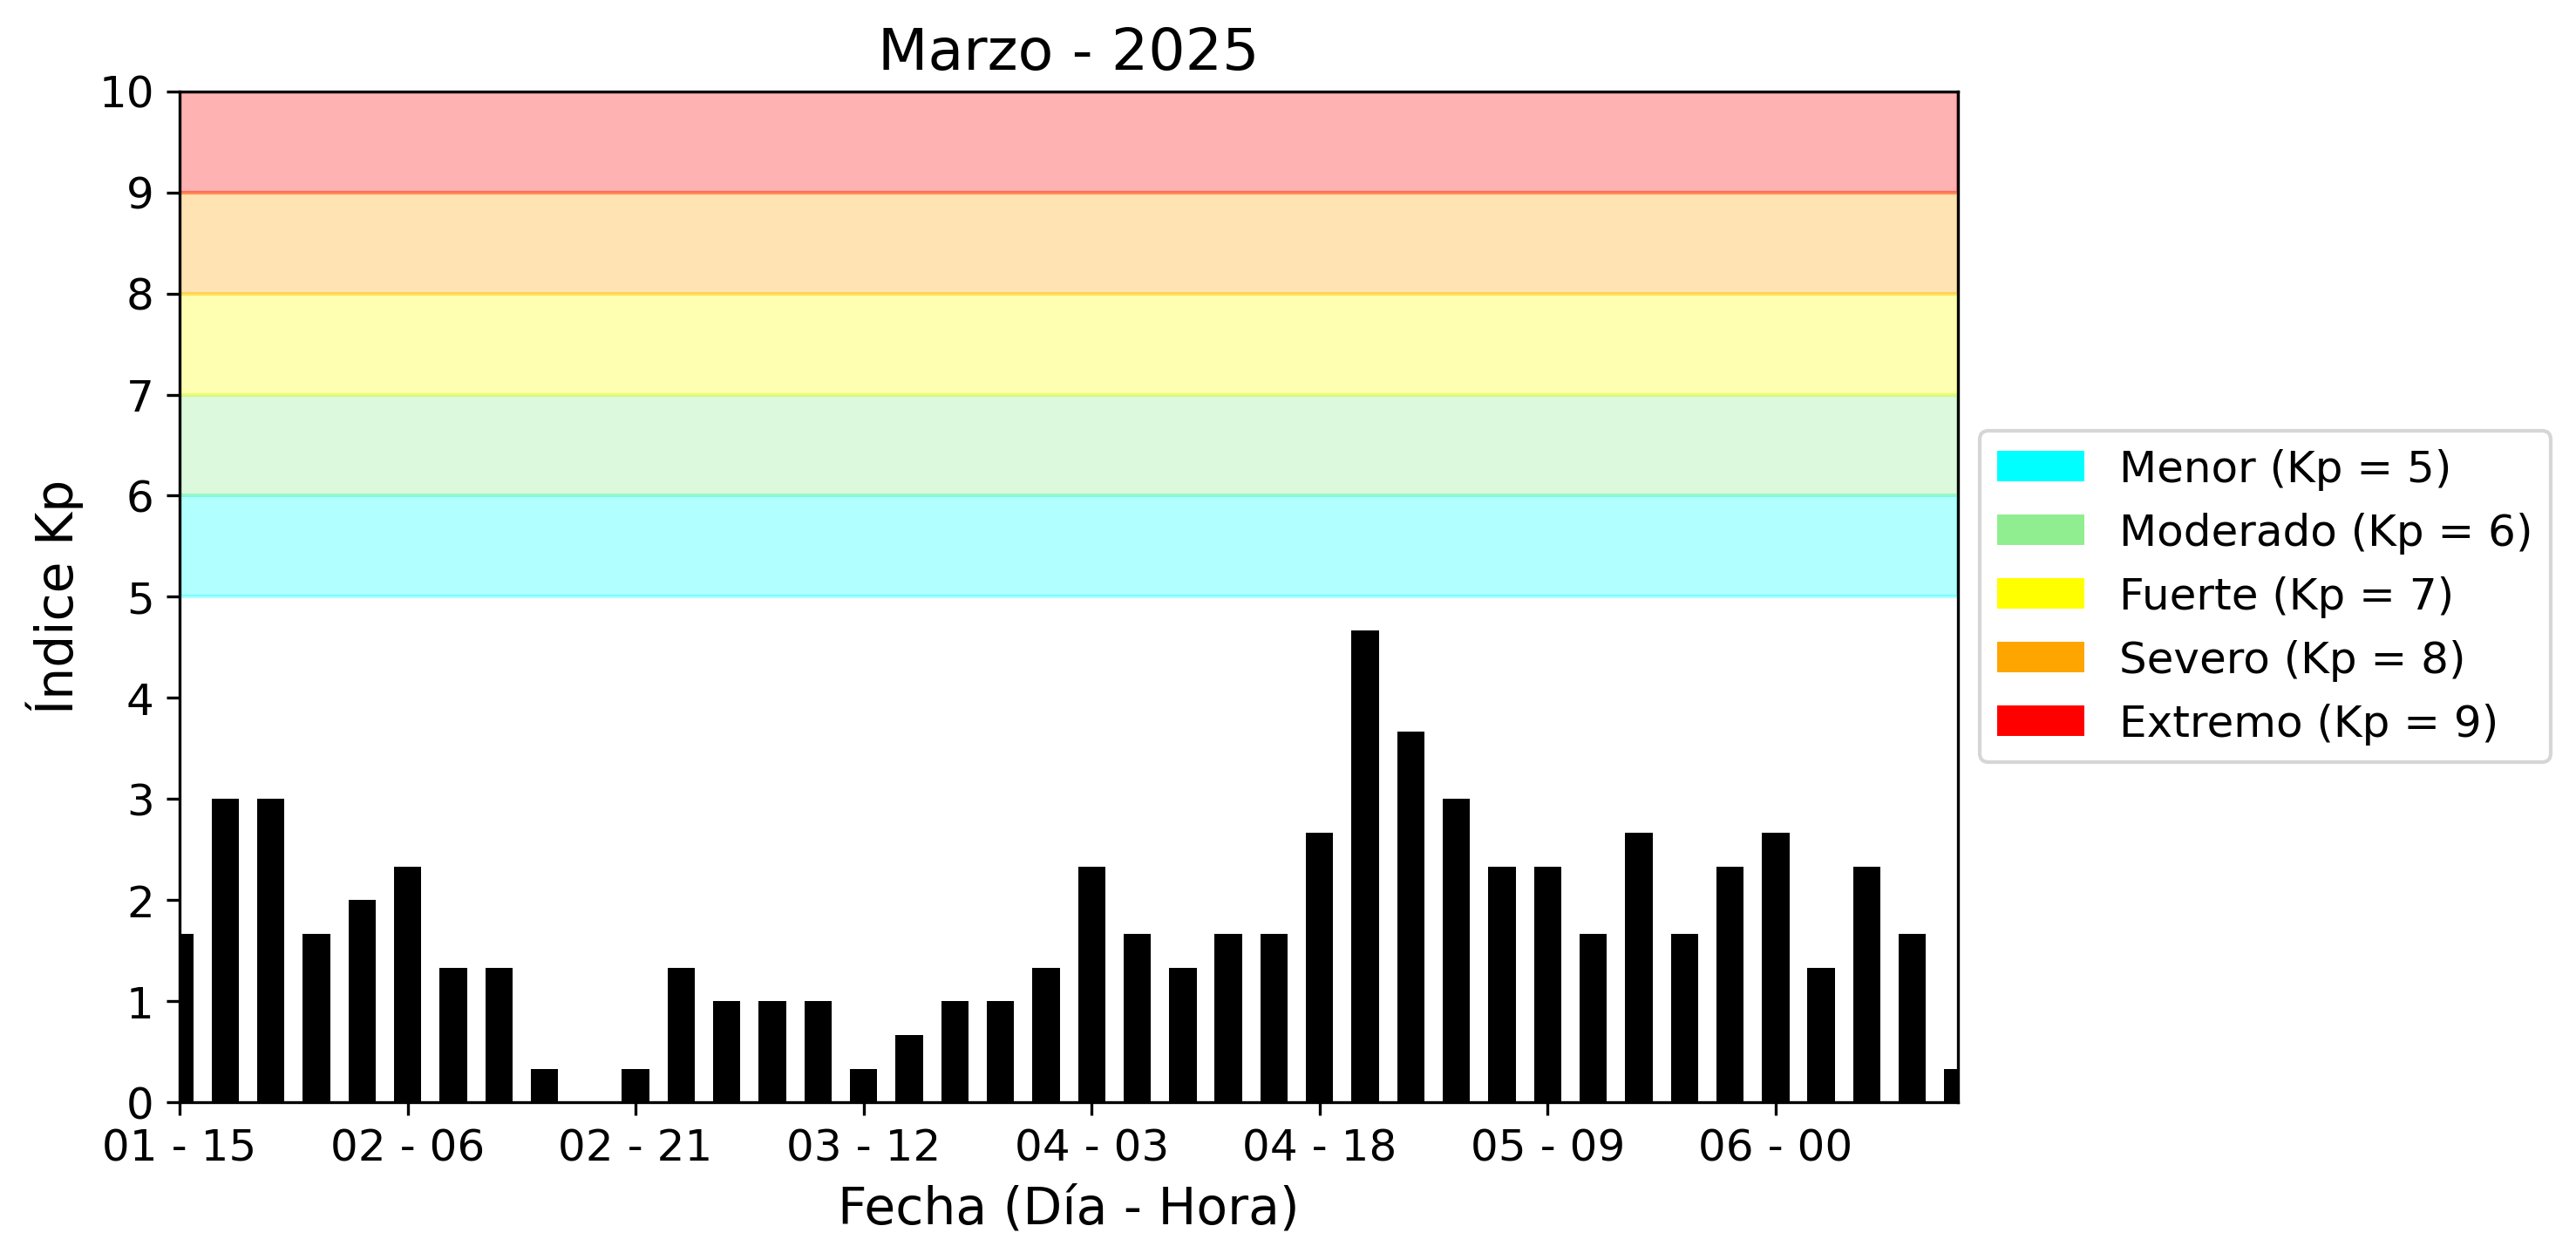 Marzo - 2025
10
9
8
7
6
5
4
3
2
1
0
Índice Kp
01 - 15
02 - 06
02 - 21
03 - 12
04 - 03
04 - 18
05 - 09
06 - 00
Fecha (Día - Hora)
Menor (Kp = 5)
Moderado (Kp = 6)
Fuerte (Kp = 7)
Severo (Kp = 8)
Extremo (Kp = 9)